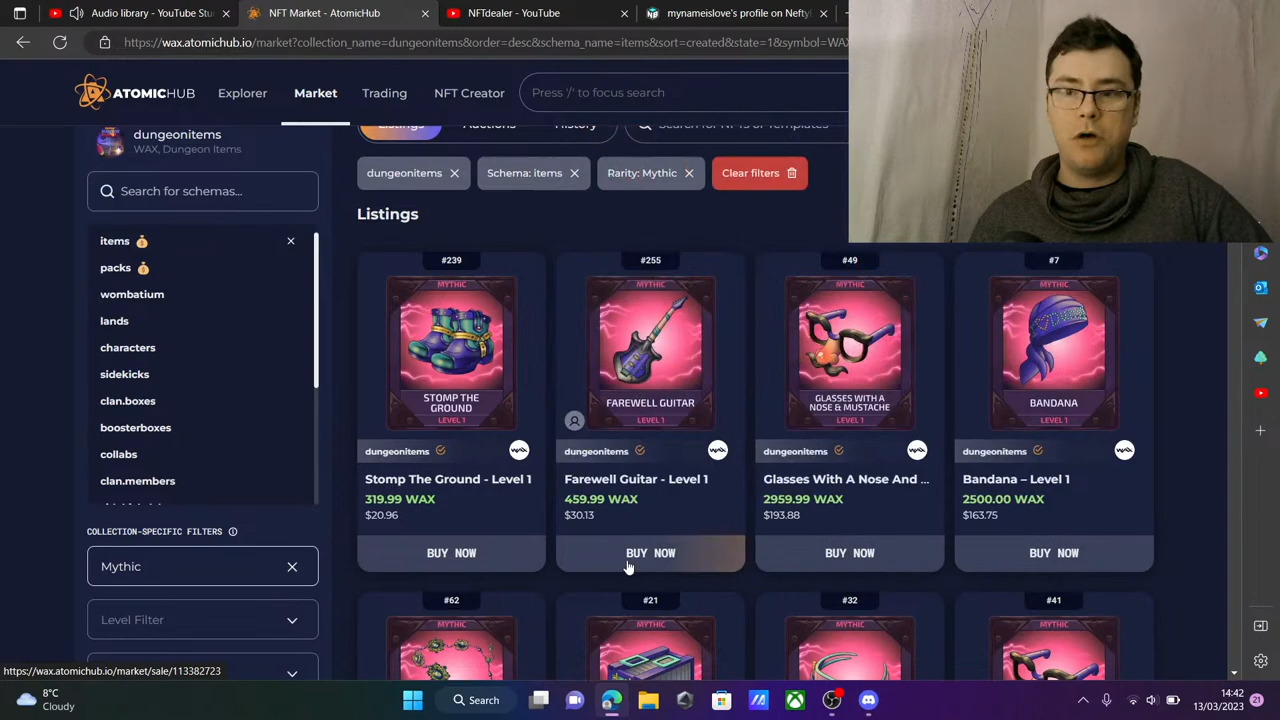 Audio library - YouTube Stu
NFT Market - AtomicHub
NFTdealer - YouTube
mynameislove's profile on Nefty
https://wax.atomichub.io/market?collection_name=dungeonitems&order=desc&schema_name=items&sort=created&state=1&symbol=WAX
ATOMICHUB
Explorer
Market
Trading
NFT Creator
Press '/' to focus search
dungeonitems
WAX, Dungeon Items
Search for schemas...
items
packs
wombatium
lands
characters
sidekicks
clan.boxes
boosterboxes
collabs
clan.members
COLLECTION-SPECIFIC FILTERS
Mythic
Level Filter
Listings
Auctions
History
Search for NFTs or Templates
dungeonitems
Schema: items
Rarity: Mythic
Clear filters
Listings
#239
MYTHIC
STOMP THE
GROUND
LEVEL 1
dungeonitems
Stomp The Ground - Level 1
319.99 WAX
$20.96
BUY NOW
#255
MYTHIC
FAREWELL GUITAR
LEVEL 1
dungeonitems
Farewell Guitar - Level 1
459.99 WAX
$30.13
BUY NOW
#49
MYTHIC
GLASSES WITH A
NOSE & MUSTACHE
LEVEL 1
dungeonitems
Glasses With A Nose And ...
2959.99 WAX
$193.88
BUY NOW
#7
MYTHIC
BANDANA
LEVEL 1
dungeonitems
Bandana – Level 1
2500.00 WAX
$163.75
BUY NOW
#62
MYTHIC
#21
MYTHIC
#32
MYTHIC
#41
MYTHIC
https://wax.atomichub.io/market/sale/113382723
8°C
Cloudy
Search
14:42
13/03/2023
21